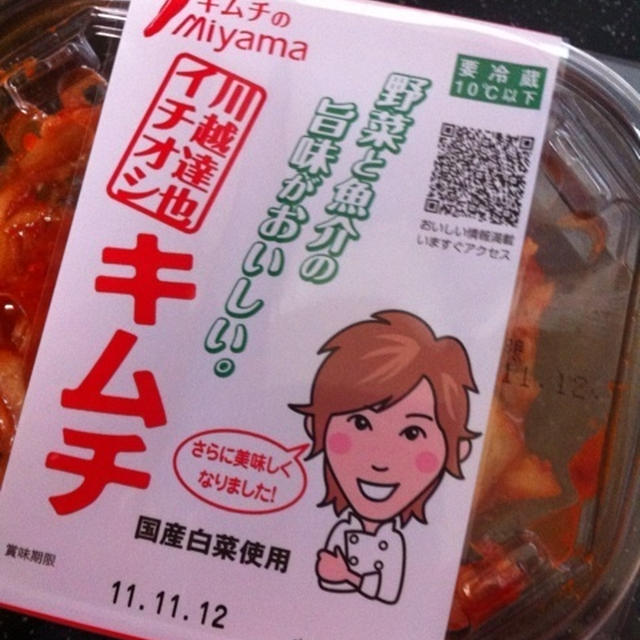 キムチの
Miyama
要冷蔵
10℃以下
川越達也
イチオシ
野菜と魚介の
旨味がおいしい。
おいしい情報満載
いますぐアクセス
キムチ
さらに美味しく
なりました!
国産白菜使用
賞味期限
11.11.12
11.12.